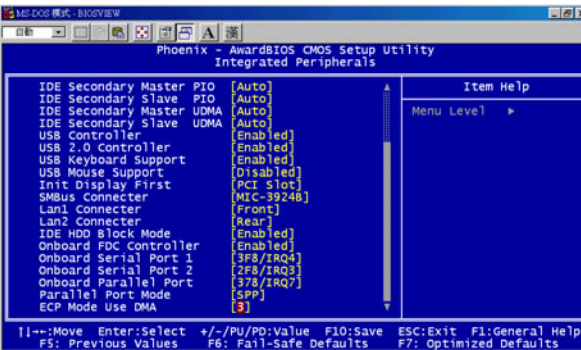 MS-DOS 模式 - BIOSVIEW
自動 A 漢
Phoenix - AwardBIOS CMOS Setup Utility
Integrated Peripherals
IDE Secondary Master PIO [Auto]
IDE Secondary Slave PIO [Auto]
IDE Secondary Master UDMA [Auto]
IDE Secondary Slave UDMA [Auto]
USB Controller [Enabled]
USB 2.0 Controller [Enabled]
USB Keyboard Support [Enabled]
USB Mouse Support [Disabled]
Init Display First [PCI Slot]
SMBus Connecter [MIC-3924B]
Lan1 Connecter [Front]
Lan2 Connecter [Rear]
IDE HDD Block Mode [Enabled]
Onboard FDC Controller [Enabled]
Onboard Serial Port 1 [3F8/IRQ4]
Onboard Serial Port 2 [2F8/IRQ3]
Onboard Parallel Port [378/IRQ7]
Parallel Port Mode [SPP]
ECP Mode Use DMA [3]
Item Help
Menu Level ►
↑↓→←:Move Enter:Select +/-/PU/PD:Value F10:Save ESC:Exit F1:General Help
F5: Previous Values F6: Fail-Safe Defaults F7: Optimized Defaults